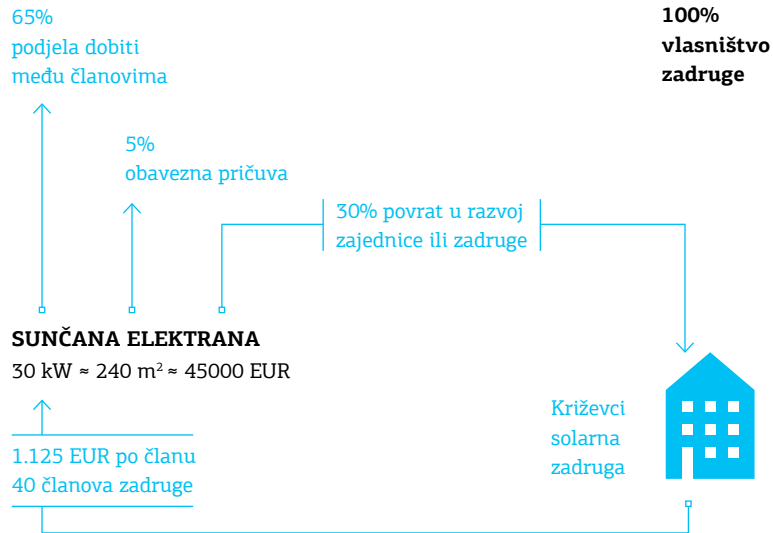 65%
podjela dobiti
među članovima
100%
vlasništvo
zadruge
5%
obavezna pričuva
30% povrat u razvoj
zajednice ili zadruge
SUNČANA ELEKTRANA
30 kW ≈ 240 m² ≈ 45000 EUR
1.125 EUR po članu
40 članova zadruge
Križevci
solarna
zadruga